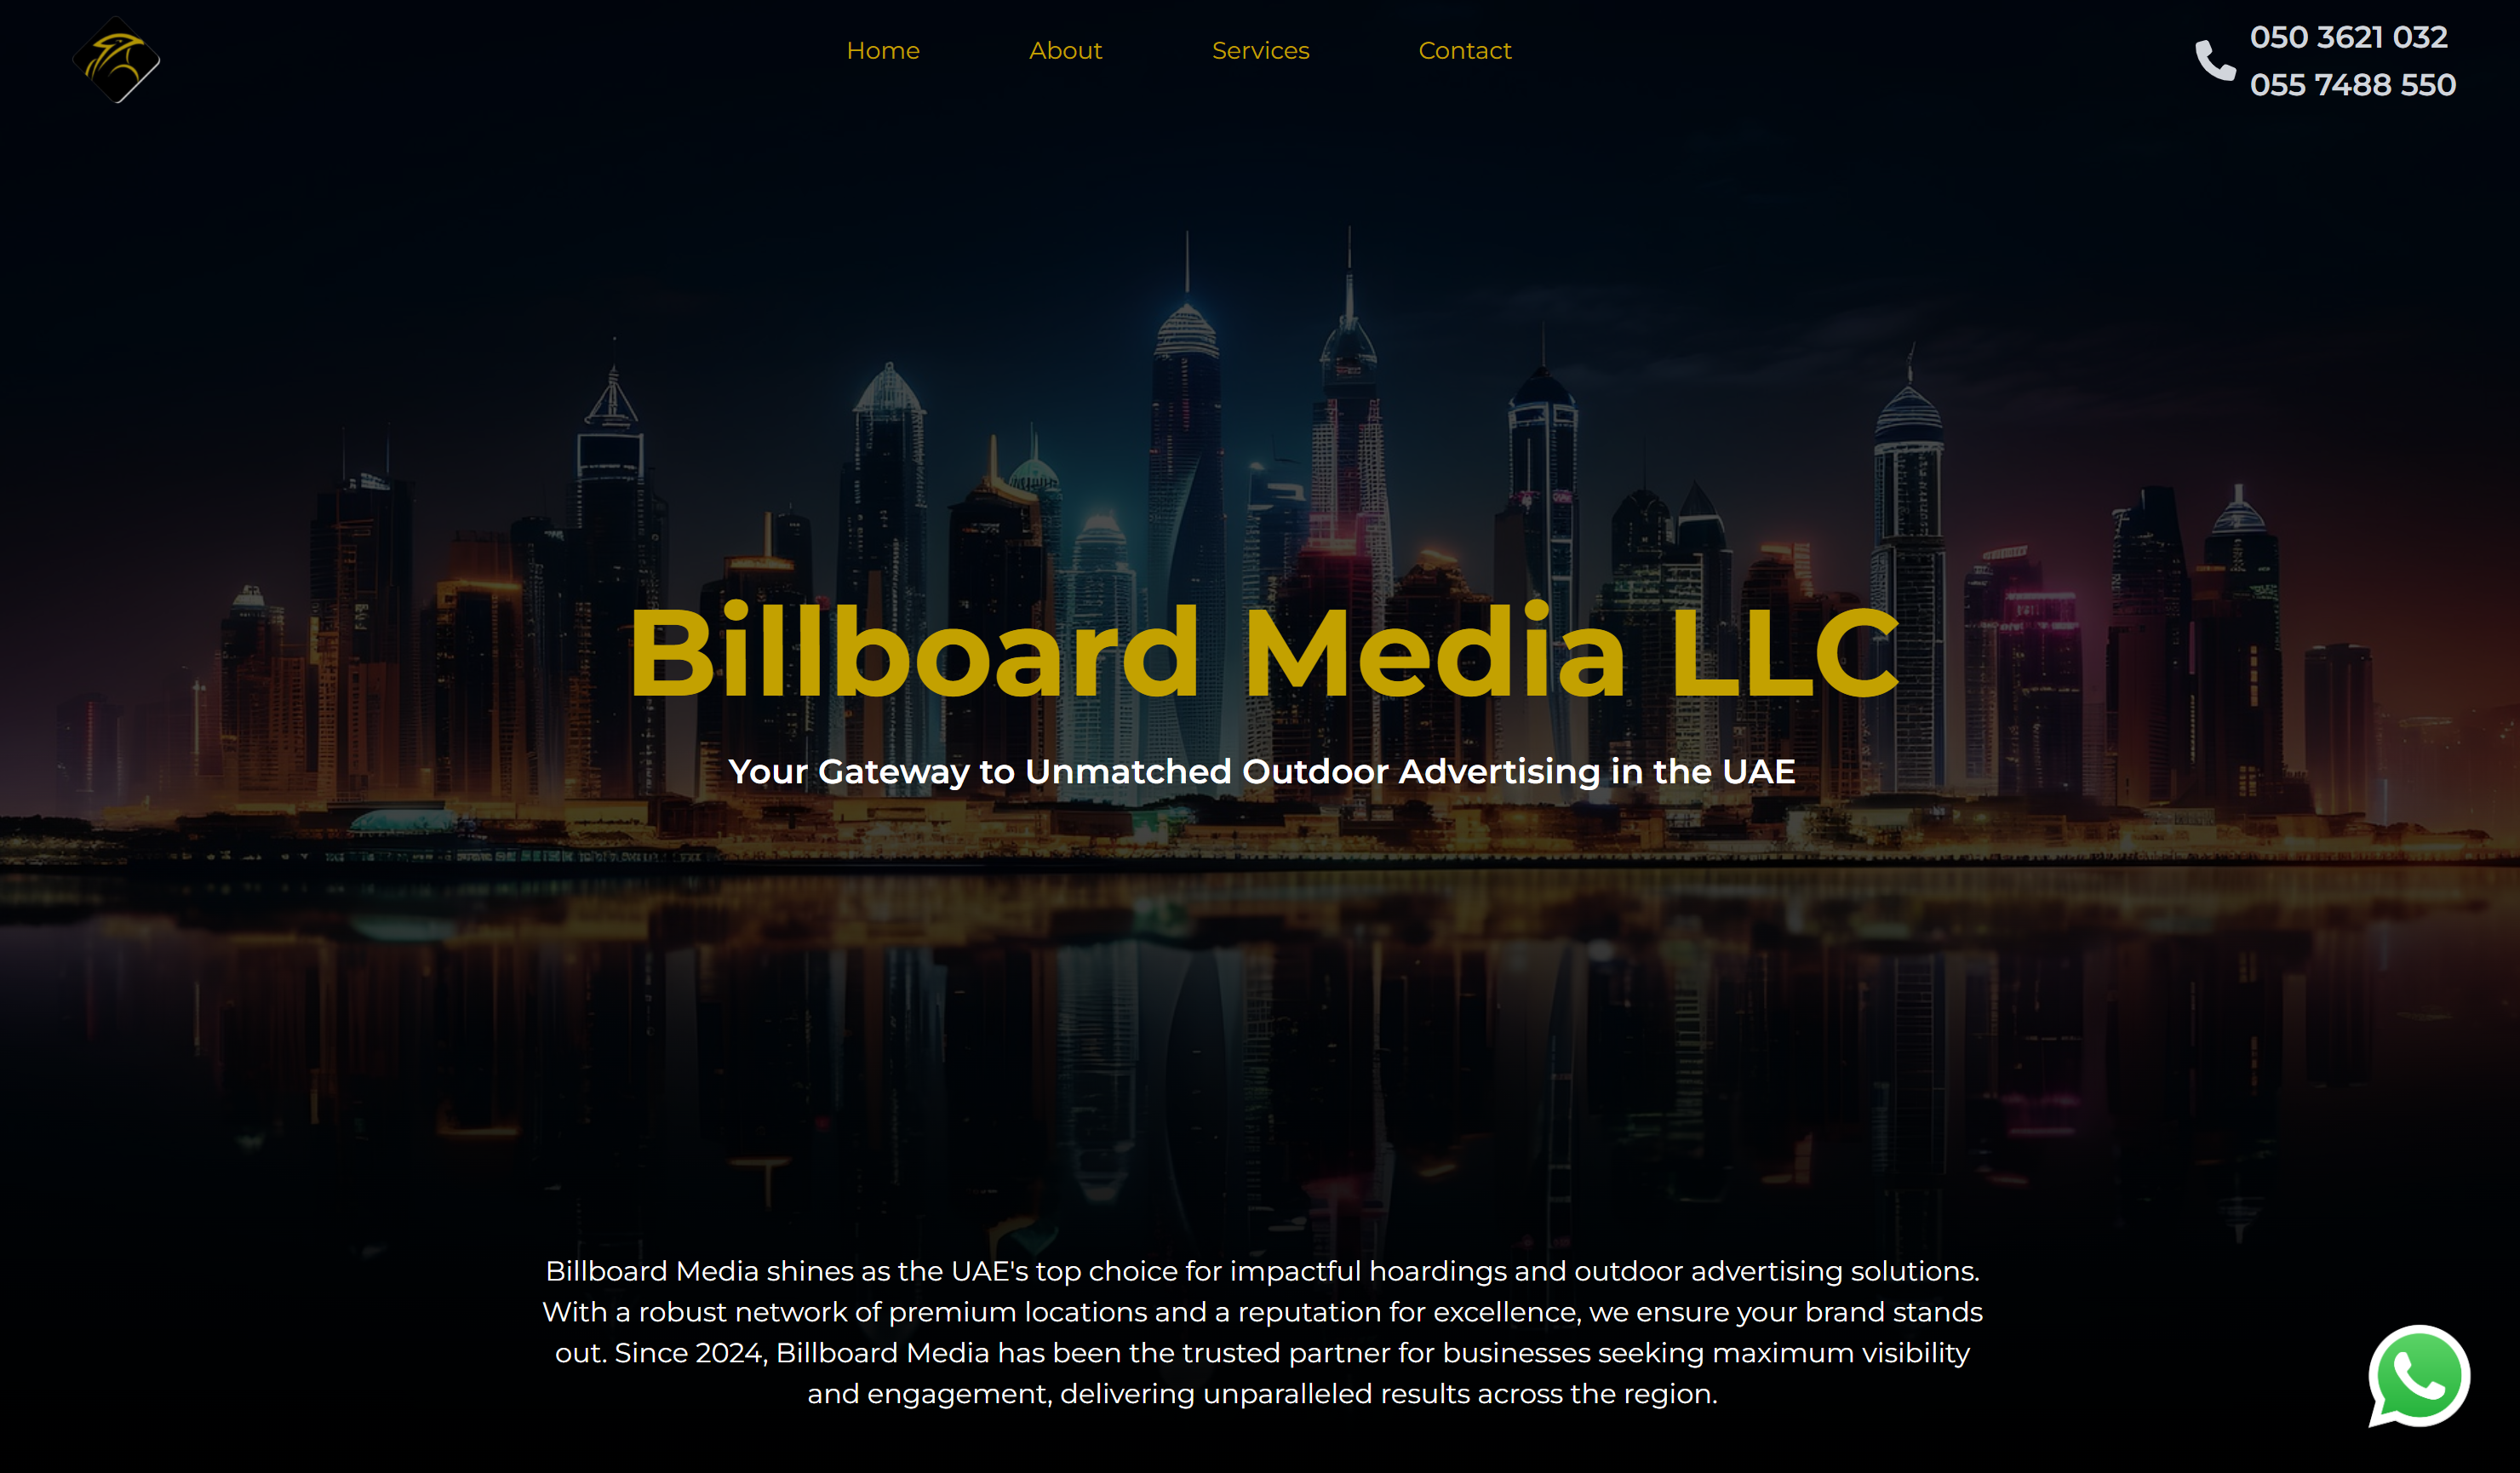 Home
About
Services
Contact
050 3621 032
055 7488 550
Billboard Media LLC
Your Gateway to Unmatched Outdoor Advertising in the UAE
Billboard Media shines as the UAE's top choice for impactful hoardings and outdoor advertising solutions.
With a robust network of premium locations and a reputation for excellence, we ensure your brand stands
out. Since 2024, Billboard Media has been the trusted partner for businesses seeking maximum visibility
and engagement, delivering unparalleled results across the region.